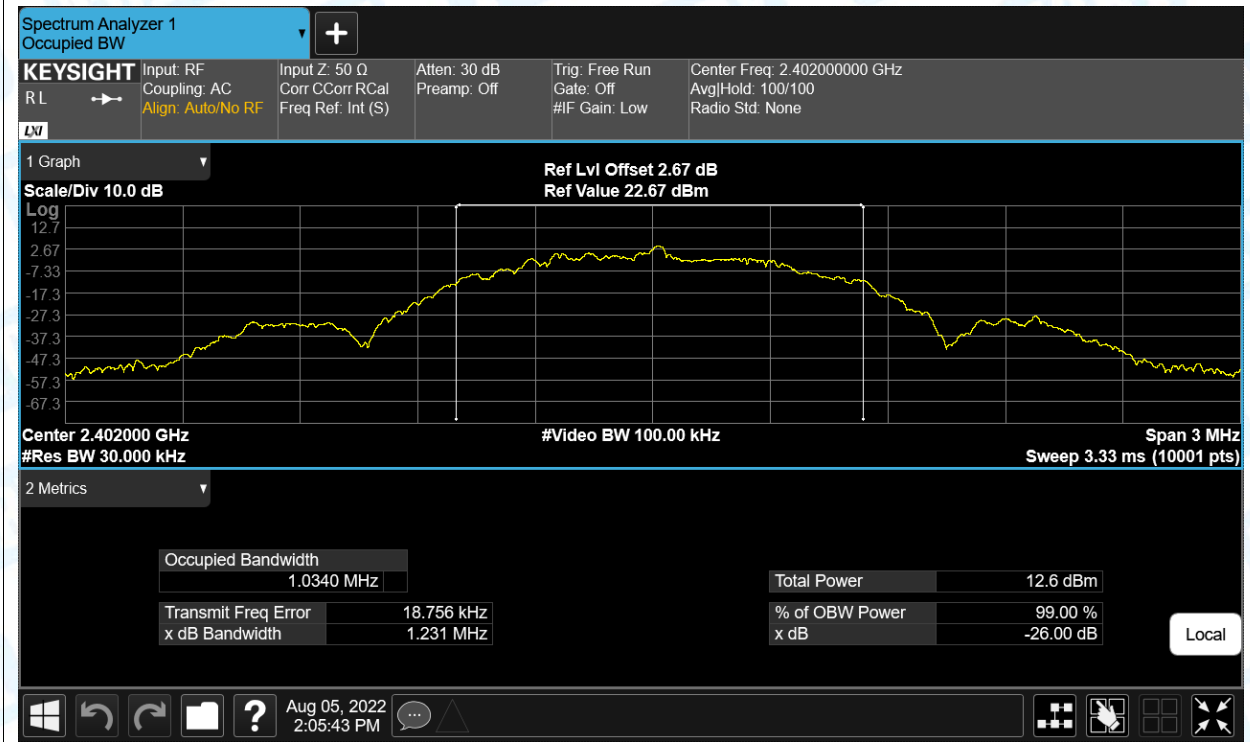 Spectrum Analyzer 1
Occupied BW
KEYSIGHT
R L
LXI
Input: RF
Coupling: AC
Align: Auto/No RF
Input Z: 50 Ω
Corr CCorr RCal
Freq Ref: Int (S)
Atten: 30 dB
Preamp: Off
Trig: Free Run
Gate: Off
#IF Gain: Low
Center Freq: 2.402000000 GHz
Avg|Hold: 100/100
Radio Std: None
1 Graph
Scale/Div 10.0 dB
Ref Lvl Offset 2.67 dB
Ref Value 22.67 dBm
Log
12.7
2.67
-7.33
-17.3
-27.3
-37.3
-47.3
-57.3
-67.3
Center 2.402000 GHz
#Res BW 30.000 kHz
#Video BW 100.00 kHz
Span 3 MHz
Sweep 3.33 ms (10001 pts)
2 Metrics
Occupied Bandwidth
1.0340 MHz
Transmit Freq Error 18.756 kHz
x dB Bandwidth 1.231 MHz
Total Power 12.6 dBm
% of OBW Power 99.00 %
x dB -26.00 dB
Local
?
Aug 05, 2022
2:05:43 PM